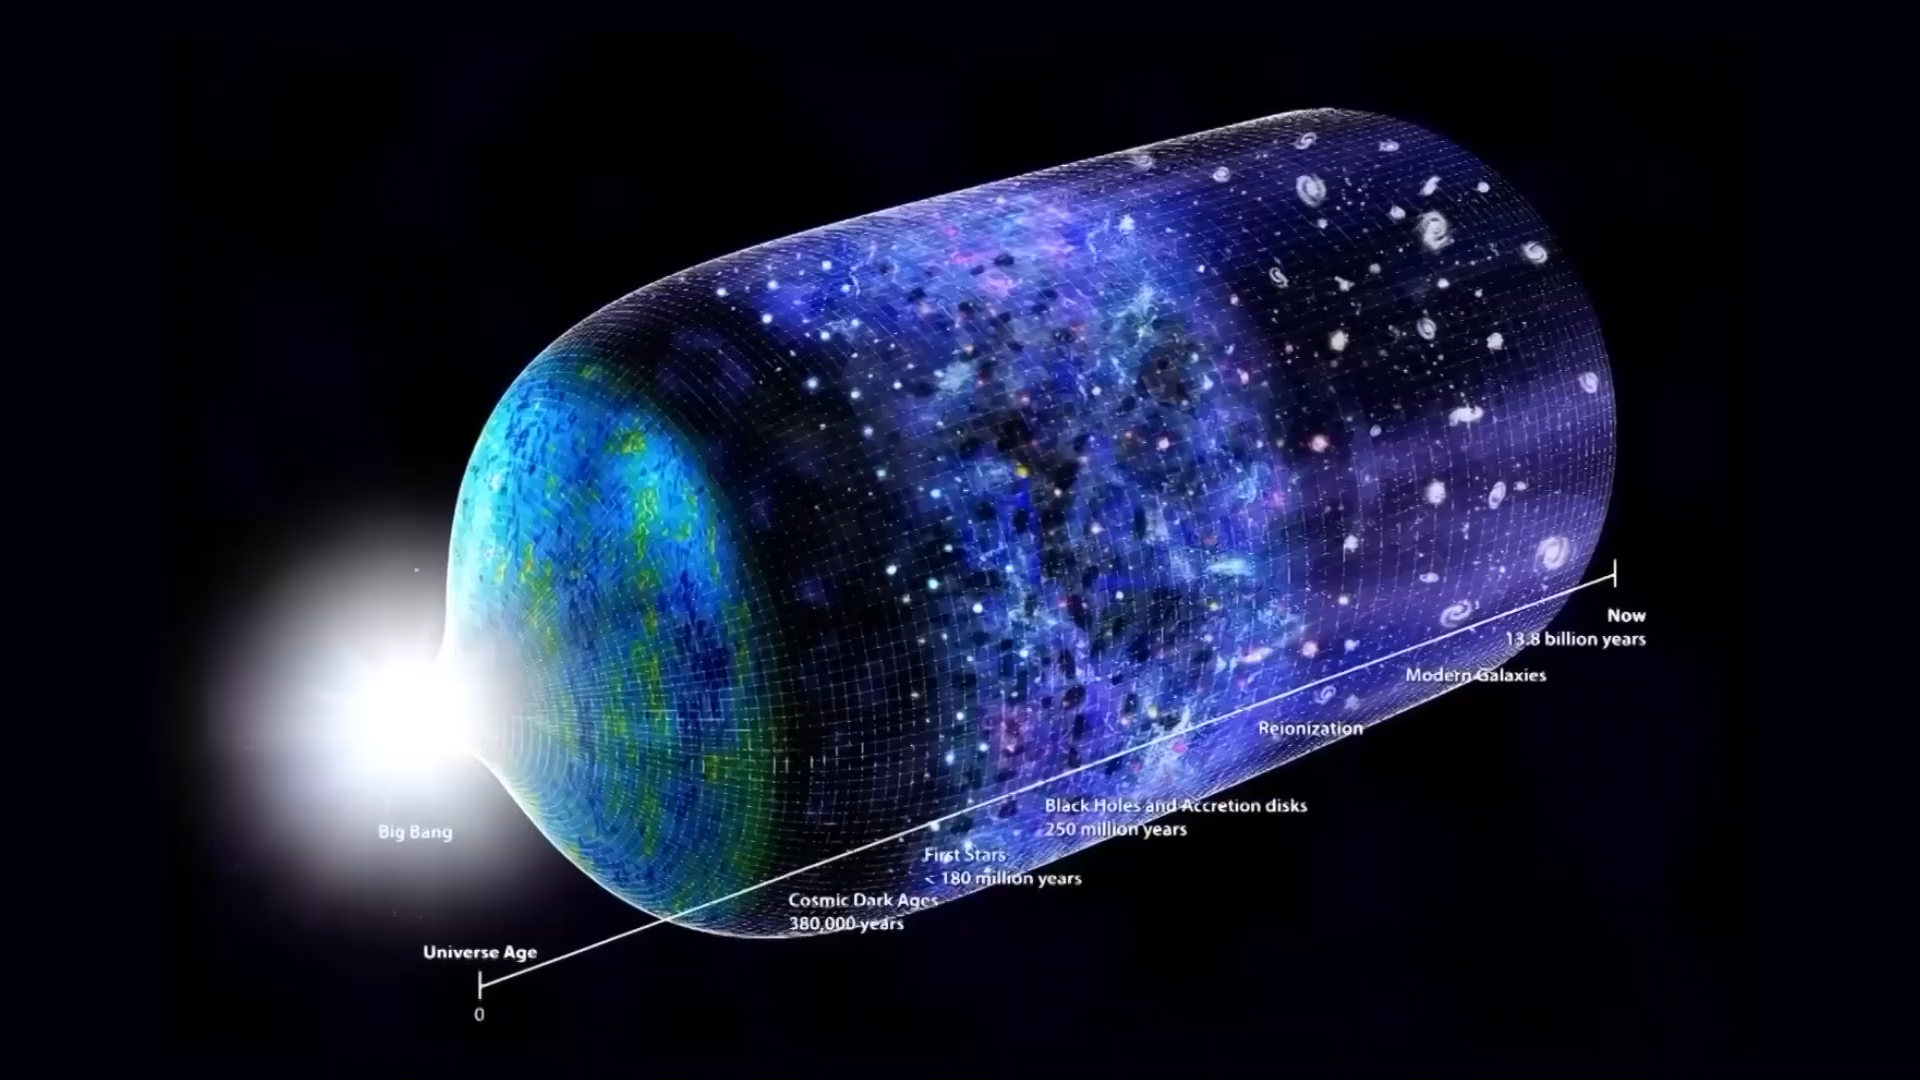 Big Bang
Universe Age
0
Cosmic Dark Ages
380,000 years
First Stars
< 180 million years
Black Holes and Accretion disks
250 million years
Reionization
Modern Galaxies
Now
13.8 billion years